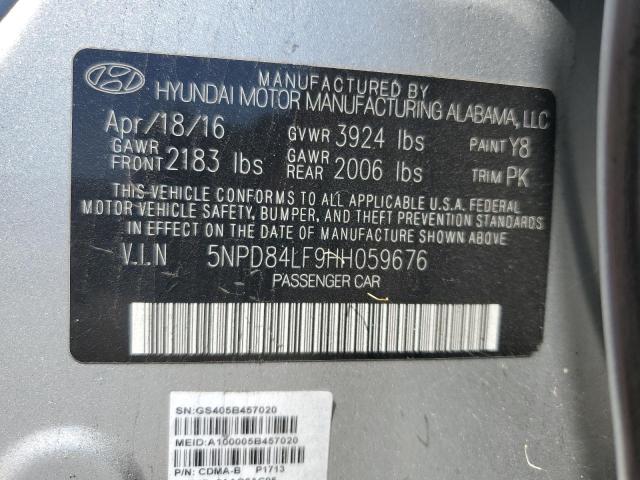 MANUFACTURED BY
HYUNDAI MOTOR MANUFACTURING ALABAMA, LLC
Apr/18/16 GVWR 3924 lbs PAINT Y8
GAWR FRONT 2183 lbs GAWR REAR 2006 lbs TRIM PK
THIS VEHICLE CONFORMS TO ALL APPLICABLE U.S.A. FEDERAL
MOTOR VEHICLE SAFETY, BUMPER, AND THEFT PREVENTION STANDARDS
IN EFFECT ON THE DATE OF MANUFACTURE SHOWN ABOVE.
V.I.N 5NPD84LF9HH059676
PASSENGER CAR
SN:GS405B457020
MEID:A100005B457020
P/N: CDMA-B P1713